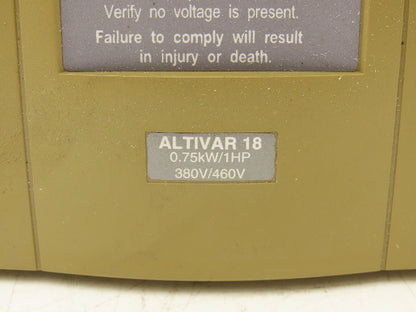 Verify no voltage is present.
Failure to comply will result
in injury or death.
ALTIVAR 18
0.75kW/1HP
380V/460V